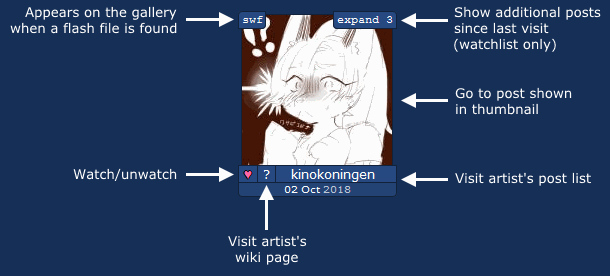 Appears on the gallery
when a flash file is found
swf
expand 3
Show additional posts
since last visit
(watchlist only)
Go to post shown
in thumbnail
Watch/unwatch
♥ ? kinokoningen
02 Oct 2018
Visit artist's post list
Visit artist's
wiki page